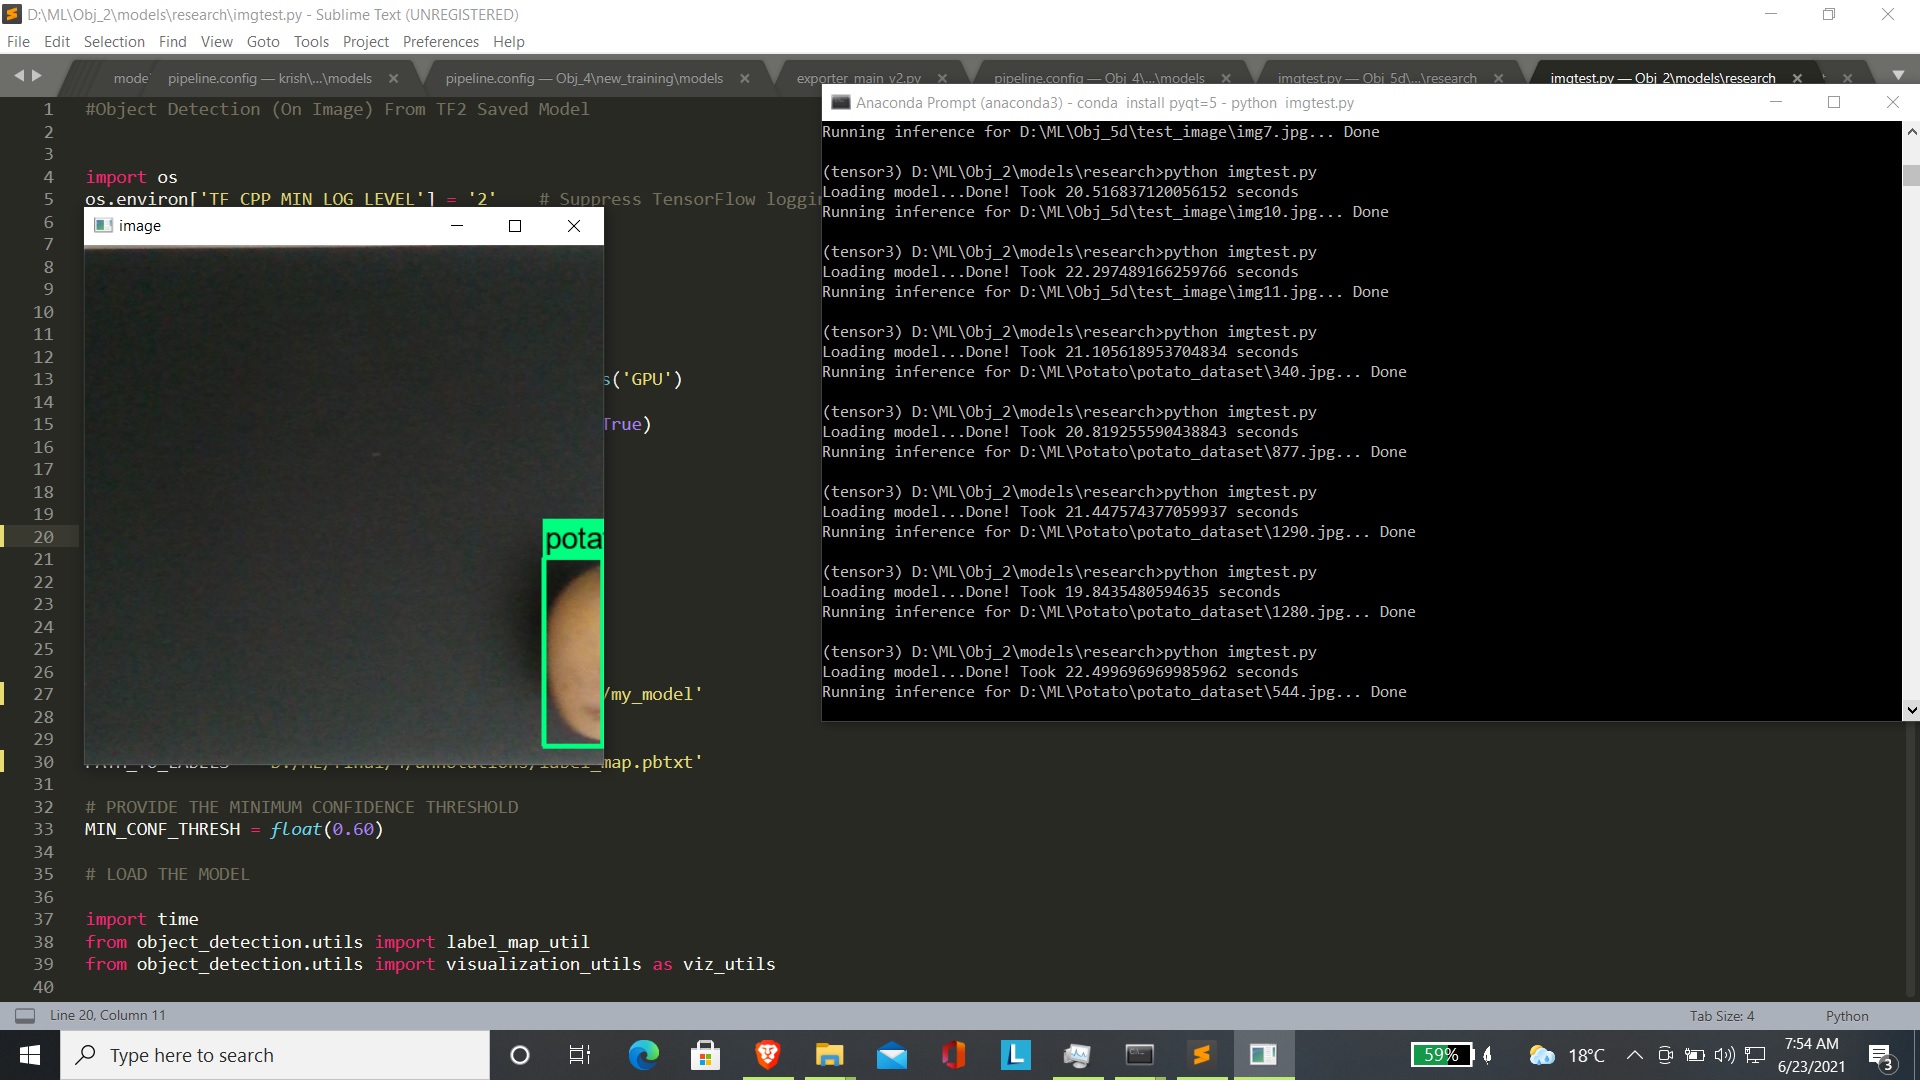 D:\ML\Obj_2\models\research\imgtest.py - Sublime Text (UNREGISTERED)
File Edit Selection Find View Goto Tools Project Preferences Help
mode pipeline.config — krish\...\models pipeline.config — Obj_4\new_training\models exporter_main_v2.py pipeline.config — Obj_4\...\models imgtest.py — Obj_5d\...\research imgtest.py — Obj_2\models\research
1 #Object Detection (On Image) From TF2 Saved Model
2
3
4 import os
5 os.environ['TF_CPP_MIN_LOG_LEVEL'] = '2' # Suppress TensorFlow loggi
6
7
8
9
10
11
12
13 s('GPU')
14
15 True)
16
17
18
19
20
21
22
23
24
25
26
27 /my_model'
28
29
30 PATH_TO_LABELS label_map.pbtxt'
31
32 # PROVIDE THE MINIMUM CONFIDENCE THRESHOLD
33 MIN_CONF_THRESH = float(0.60)
34
35 # LOAD THE MODEL
36
37 import time
38 from object_detection.utils import label_map_util
39 from object_detection.utils import visualization_utils as viz_utils
40
image
pota
Anaconda Prompt (anaconda3) - conda install pyqt=5 - python imgtest.py
Running inference for D:\ML\Obj_5d\test_image\img7.jpg... Done
(tensor3) D:\ML\Obj_2\models\research>python imgtest.py
Loading model...Done! Took 20.516837120056152 seconds
Running inference for D:\ML\Obj_5d\test_image\img10.jpg... Done
(tensor3) D:\ML\Obj_2\models\research>python imgtest.py
Loading model...Done! Took 22.297489166259766 seconds
Running inference for D:\ML\Obj_5d\test_image\img11.jpg... Done
(tensor3) D:\ML\Obj_2\models\research>python imgtest.py
Loading model...Done! Took 21.105618953704834 seconds
Running inference for D:\ML\Potato\potato_dataset\340.jpg... Done
(tensor3) D:\ML\Obj_2\models\research>python imgtest.py
Loading model...Done! Took 20.819255590438843 seconds
Running inference for D:\ML\Potato\potato_dataset\877.jpg... Done
(tensor3) D:\ML\Obj_2\models\research>python imgtest.py
Loading model...Done! Took 21.447574377059937 seconds
Running inference for D:\ML\Potato\potato_dataset\1290.jpg... Done
(tensor3) D:\ML\Obj_2\models\research>python imgtest.py
Loading model...Done! Took 19.8435480594635 seconds
Running inference for D:\ML\Potato\potato_dataset\1280.jpg... Done
(tensor3) D:\ML\Obj_2\models\research>python imgtest.py
Loading model...Done! Took 22.499696969985962 seconds
Running inference for D:\ML\Potato\potato_dataset\544.jpg... Done
Line 20, Column 11 Tab Size: 4 Python
Type here to search
59% 18°C 7:54 AM
6/23/2021
3